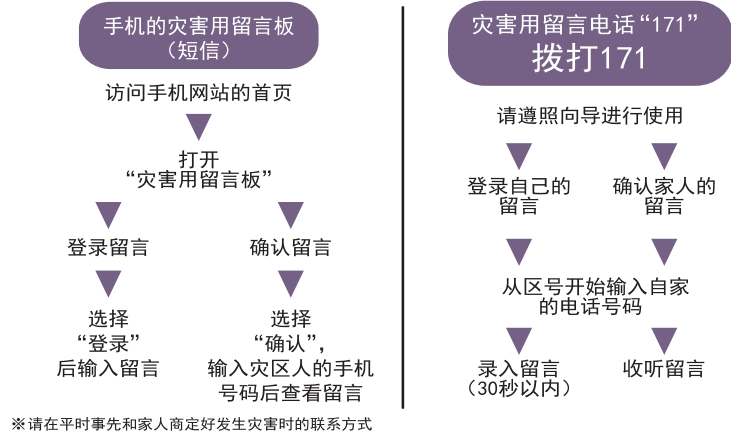 手机的灾害用留言板
（短信）
访问手机网站的首页
打开
“灾害用留言板”
登录留言
确认留言
选择
“登录”
后输入留言
选择
“确认”，
输入灾区人的手机
号码后查看留言
※请在平时事先和家人商定好发生灾害时的联系方式
灾害用留言电话“171”
拨打171
请遵照向导进行使用
登录自己的
留言
确认家人的
留言
从区号开始输入自家
的电话号码
录入留言
（30秒以内）
收听留言